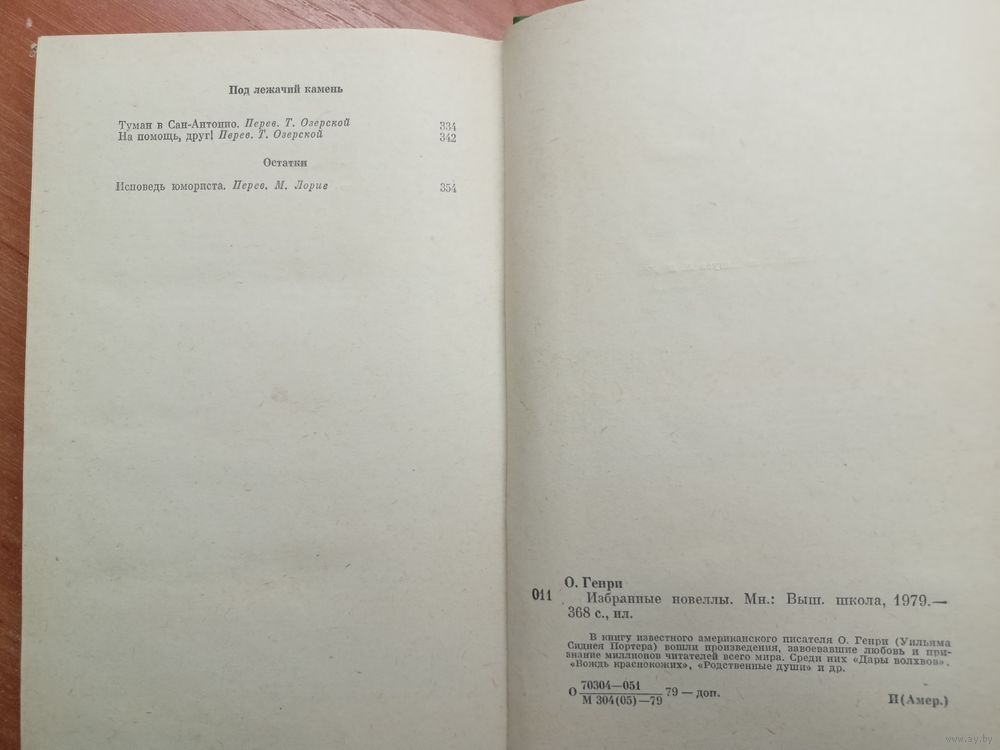 Под лежачий камень
Туман в Сан-Антонио. Перев. Т. Озерской 334
На помощь, друг! Перев. Т. Озерской 342
Остатки
Исповедь юмориста. Перев. М. Лорие 354
О. Генри
011 Избранные новеллы. Мн.: Выш. школа, 1979.—
368 с., ил.
В книгу известного американского писателя О. Генри (Уильяма
Сиднея Портера) вошли произведения, завоевавшие любовь и при-
знание миллионов читателей всего мира. Среди них «Дары волхвов»,
«Вождь краснокожих», «Родственные души» и др.
О 70304—051 / М 304(05)—79 79 — доп. И(Амер.)
www.ay.by